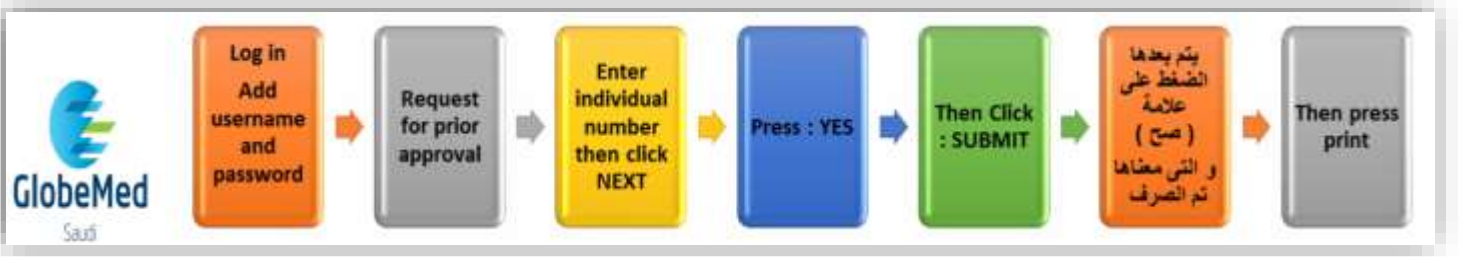 GlobeMed
Saudi
Log in
Add
username
and
password
Request
for prior
approval
Enter
individual
number
then click
NEXT
Press : YES
Then Click
: SUBMIT
يتم بعدها
الضغط على
علامة
( صح )
و التى معناها
تم الصرف
Then press
print